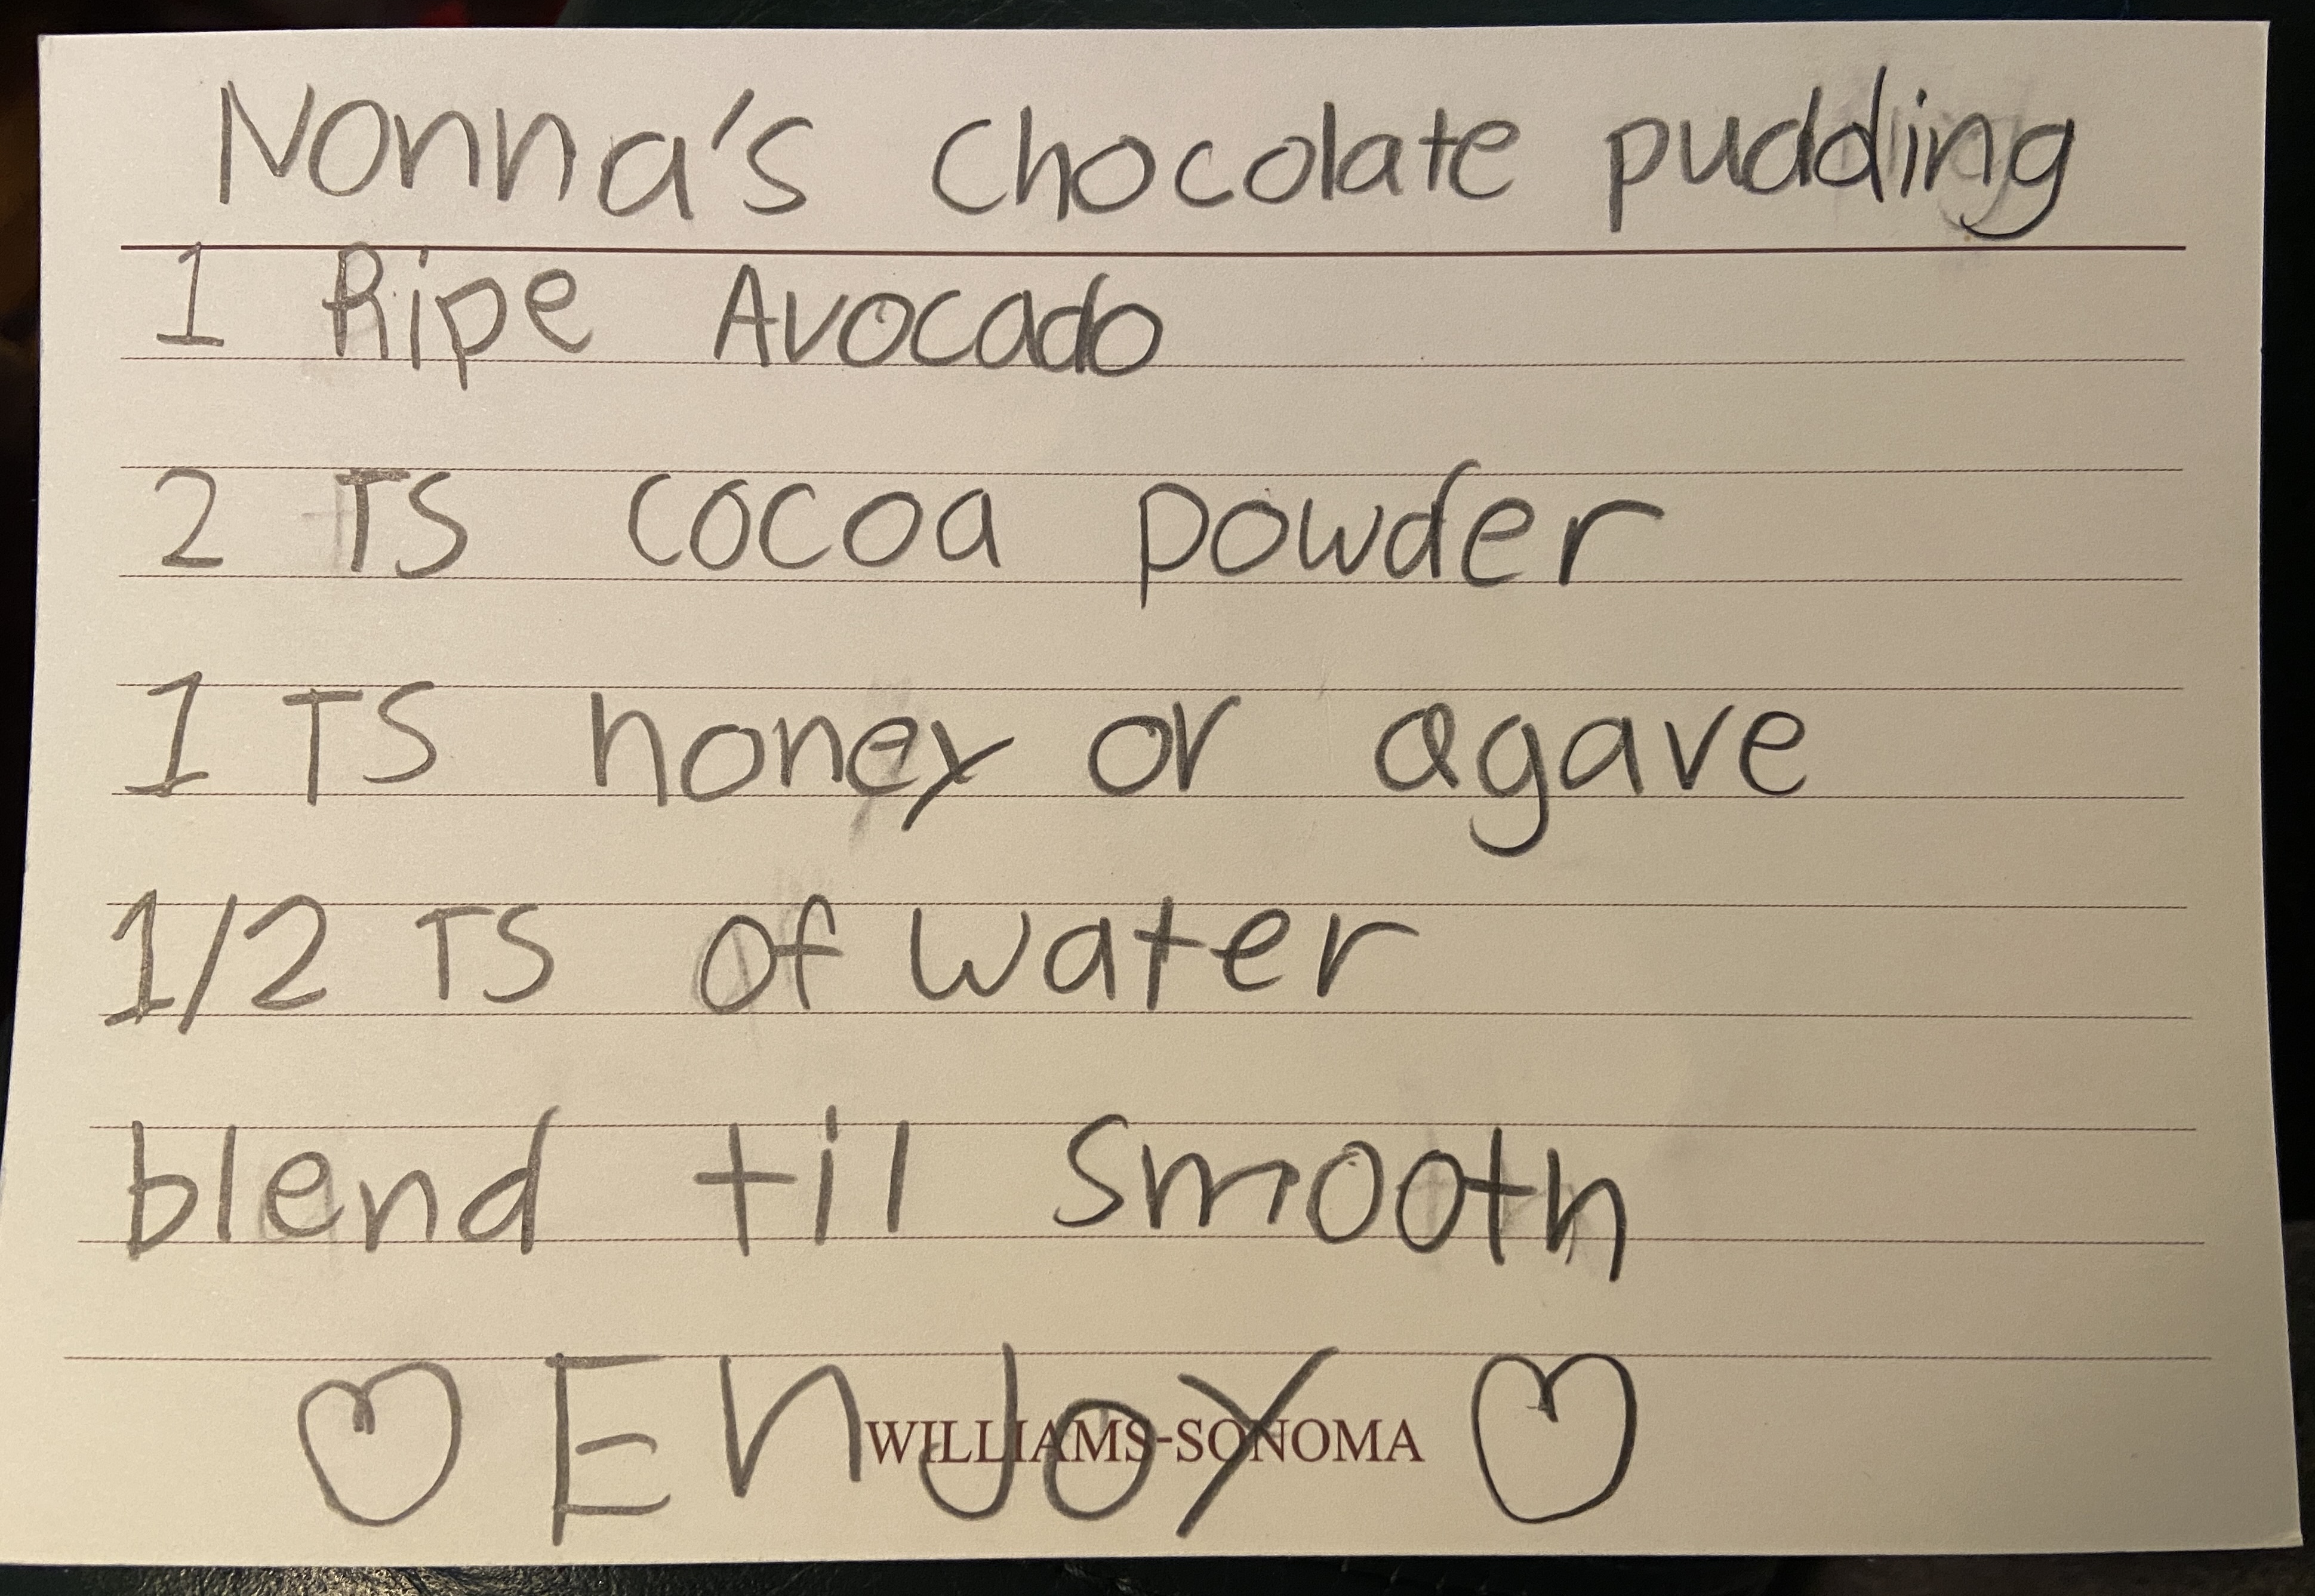 Nonna's chocolate pudding
1 Ripe Avocado
2 TS cocoa powder
1 TS honey or agave
1/2 TS of water
blend til smooth
♡ EnJoY ♡
WILLIAMS-SONOMA